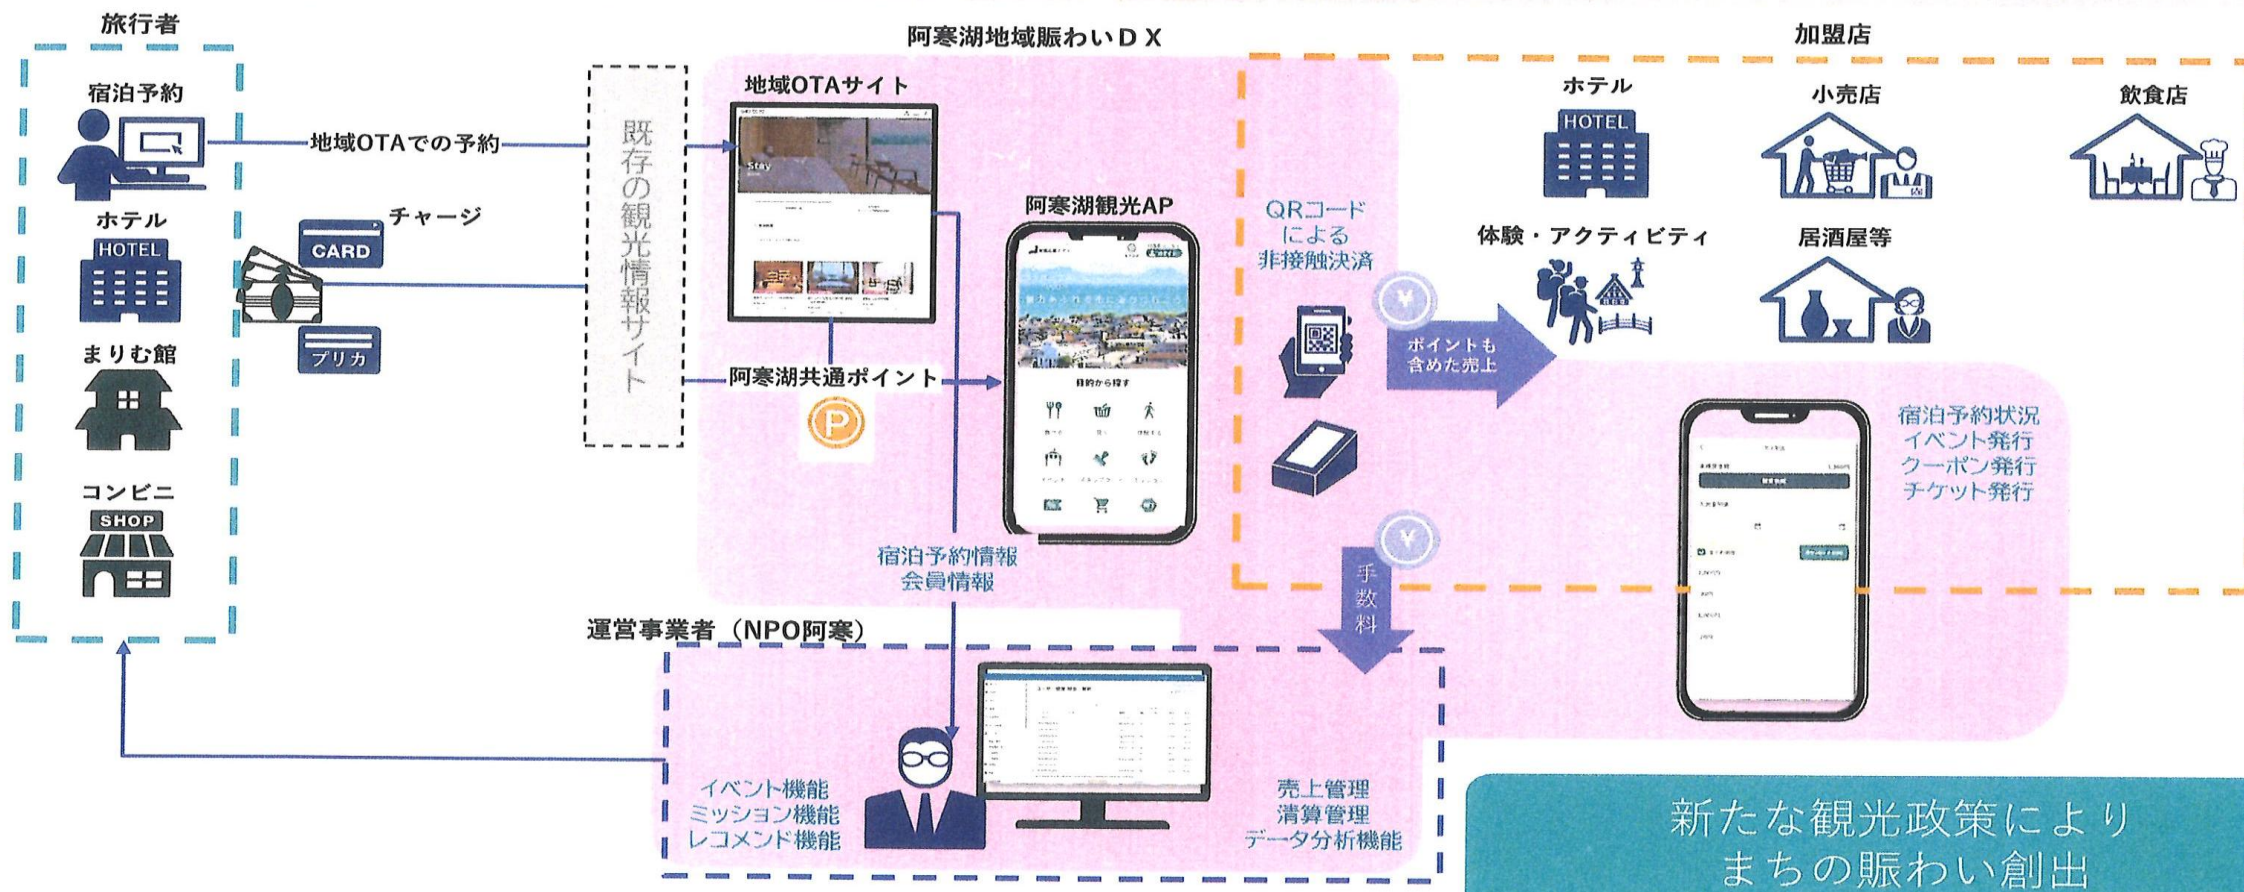 旅行者
宿泊予約
ホテル
HOTEL
まりむ館
コンビニ
SHOP
地域OTAでの予約
チャージ
CARD
プリカ
既存の観光情報サイト
阿寒湖地域賑わいＤＸ
地域OTAサイト
Stay
阿寒湖共通ポイント
P
阿寒湖観光AP
目的から探す
宿泊予約情報
会員情報
加盟店
ホテル
HOTEL
小売店
飲食店
体験・アクティビティ
居酒屋等
QRコード
による
非接触決済
¥
ポイントも
含めた売上
¥
手数料
宿泊予約状況
イベント発行
クーポン発行
チケット発行
運営事業者（NPO阿寒）
イベント機能
ミッション機能
レコメンド機能
売上管理
清算管理
データ分析機能
新たな観光政策により
まちの賑わい創出